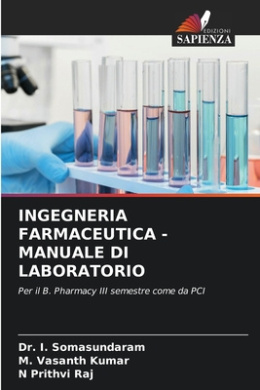 EDIZIONI
SAPIENZA
INGEGNERIA
FARMACEUTICA -
MANUALE DI
LABORATORIO
Per il B. Pharmacy III semestre come da PCI
Dr. I. Somasundaram
M. Vasanth Kumar
N Prithvi Raj